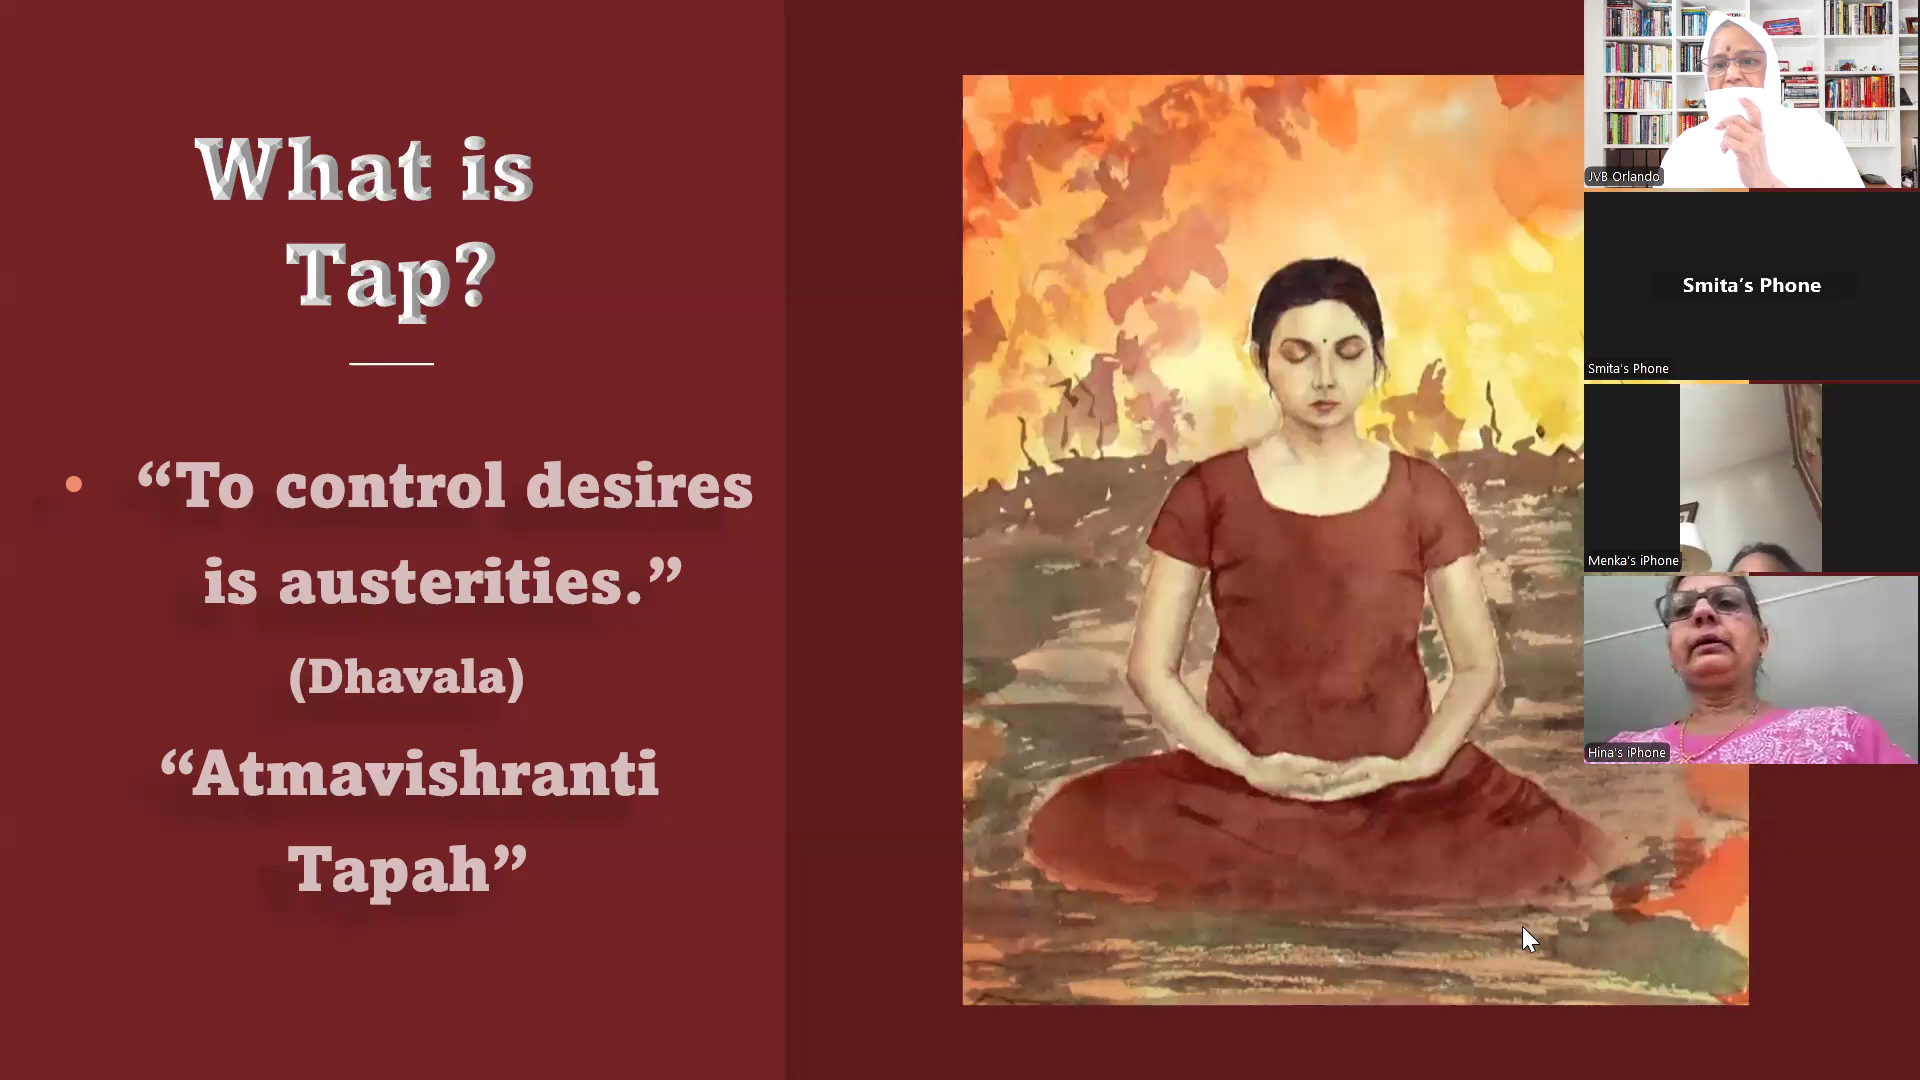 What is
Tap?
“To control desires
is austerities.”
(Dhavala)
“Atmavishranti
Tapah”
JVB Orlando
Smita’s Phone
Smita's Phone
Menka's iPhone
Hina's iPhone